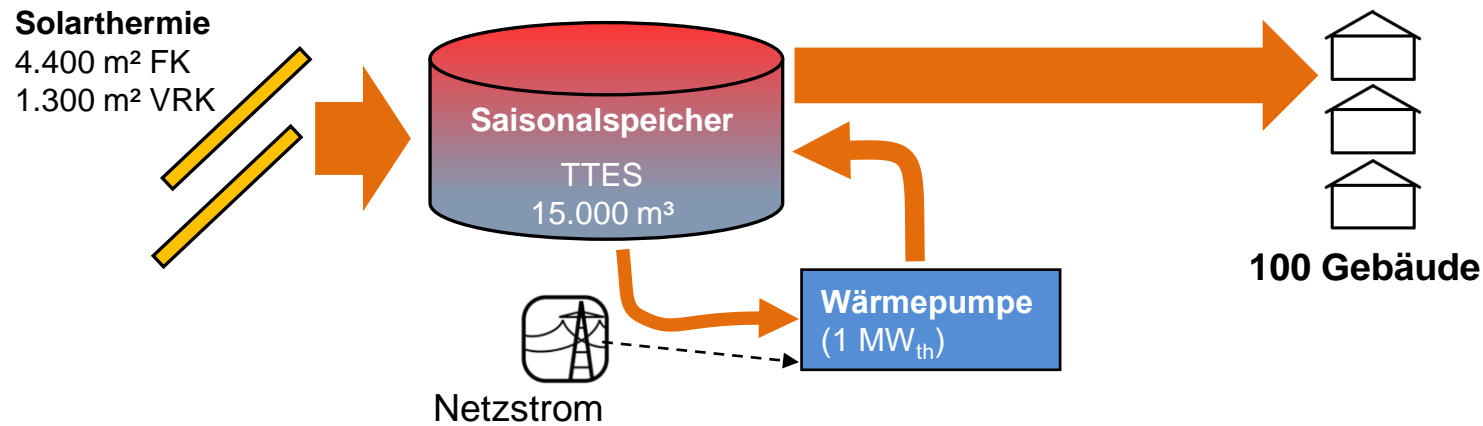 Solarthermie
4.400 m² FK
1.300 m² VRK
Saisonalspeicher
TTES
15.000 m³
Wärmepumpe
(1 MWth)
Netzstrom
100 Gebäude